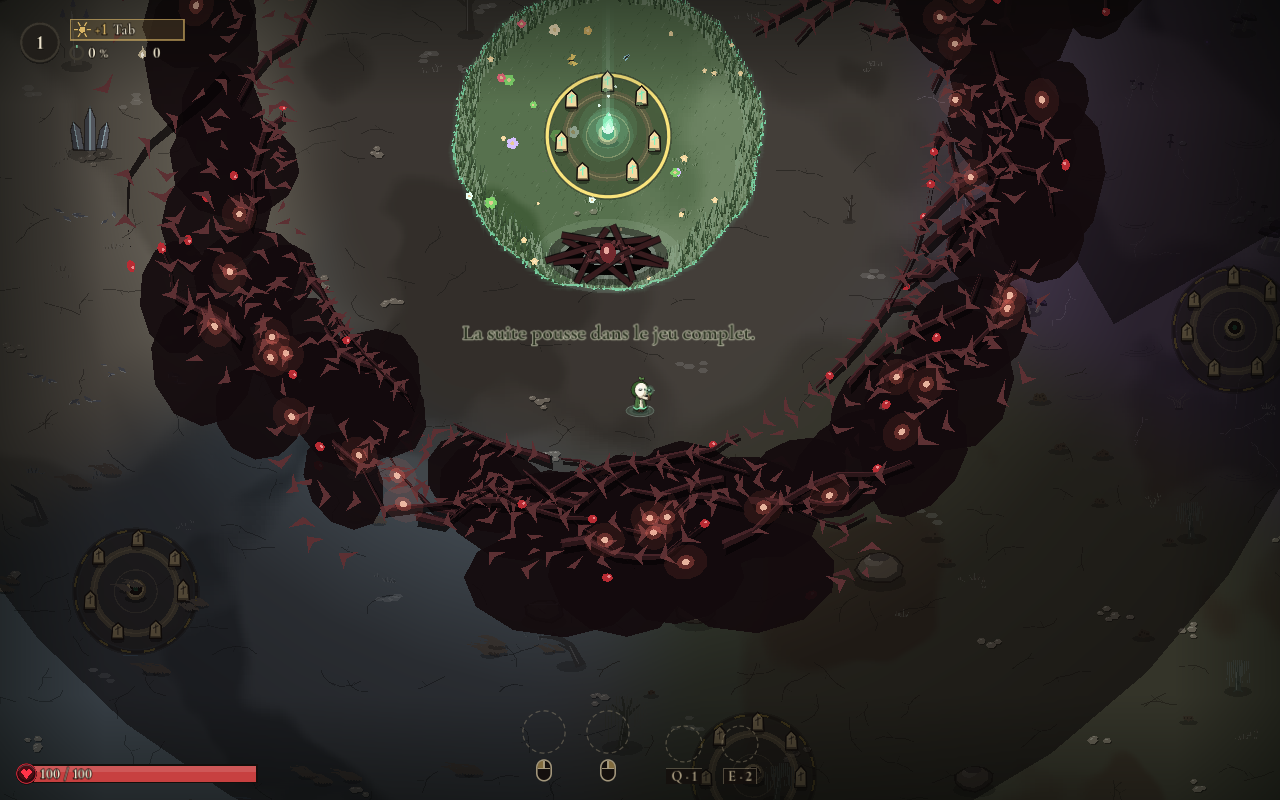 1
+1 Tab
0 %
0
La suite pousse dans le jeu complet.
100 / 100
Q - 1
E - 2